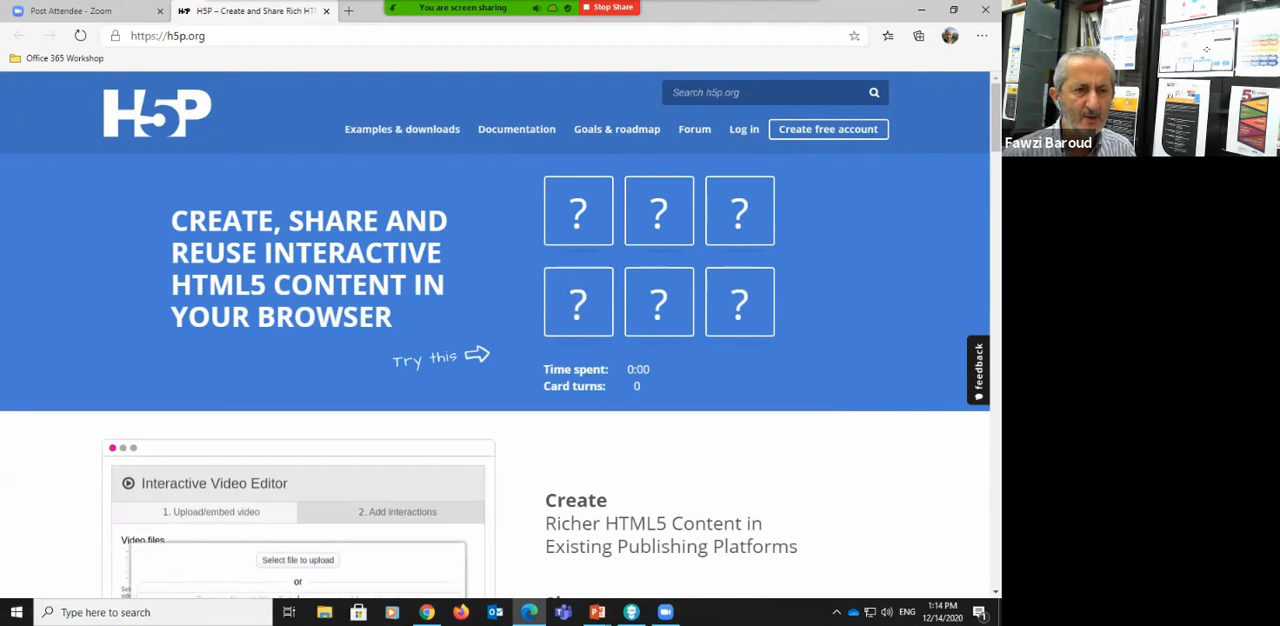 Post Attendee - Zoom
H5P – Create and Share Rich HT
You are screen sharing
Stop Share
https://h5p.org
Office 365 Workshop
H5P
Search h5p.org
Examples & downloads
Documentation
Goals & roadmap
Forum
Log in
Create free account
CREATE, SHARE AND
REUSE INTERACTIVE
HTML5 CONTENT IN
YOUR BROWSER
Try this
? ? ?
? ? ?
Time spent: 0:00
Card turns: 0
feedback
Interactive Video Editor
1. Upload/embed video
2. Add interactions
Video files
Select file to upload
or
Create
Richer HTML5 Content in
Existing Publishing Platforms
Fawzi Baroud
Type here to search
ENG
1:14 PM
12/14/2020